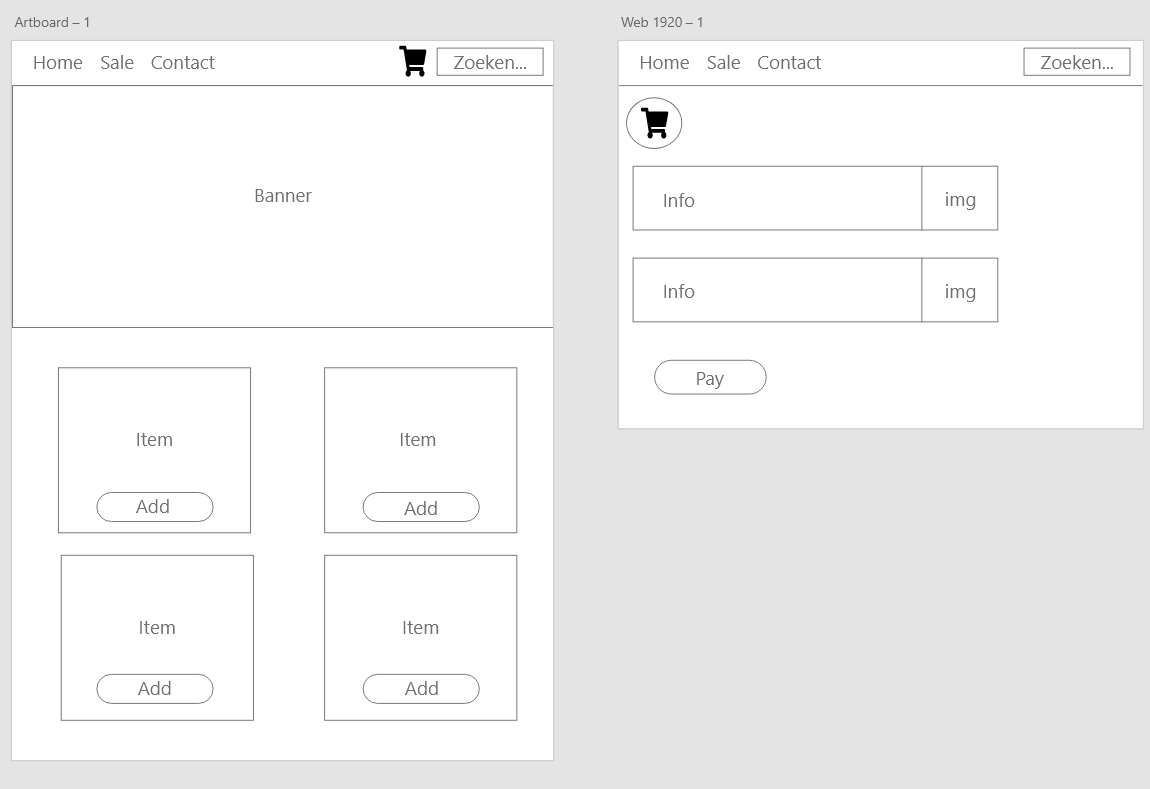 Artboard – 1
Home Sale Contact Zoeken...
Banner
Item
Add
Item
Add
Item
Add
Item
Add
Web 1920 – 1
Home Sale Contact Zoeken...
Info img
Info img
Pay